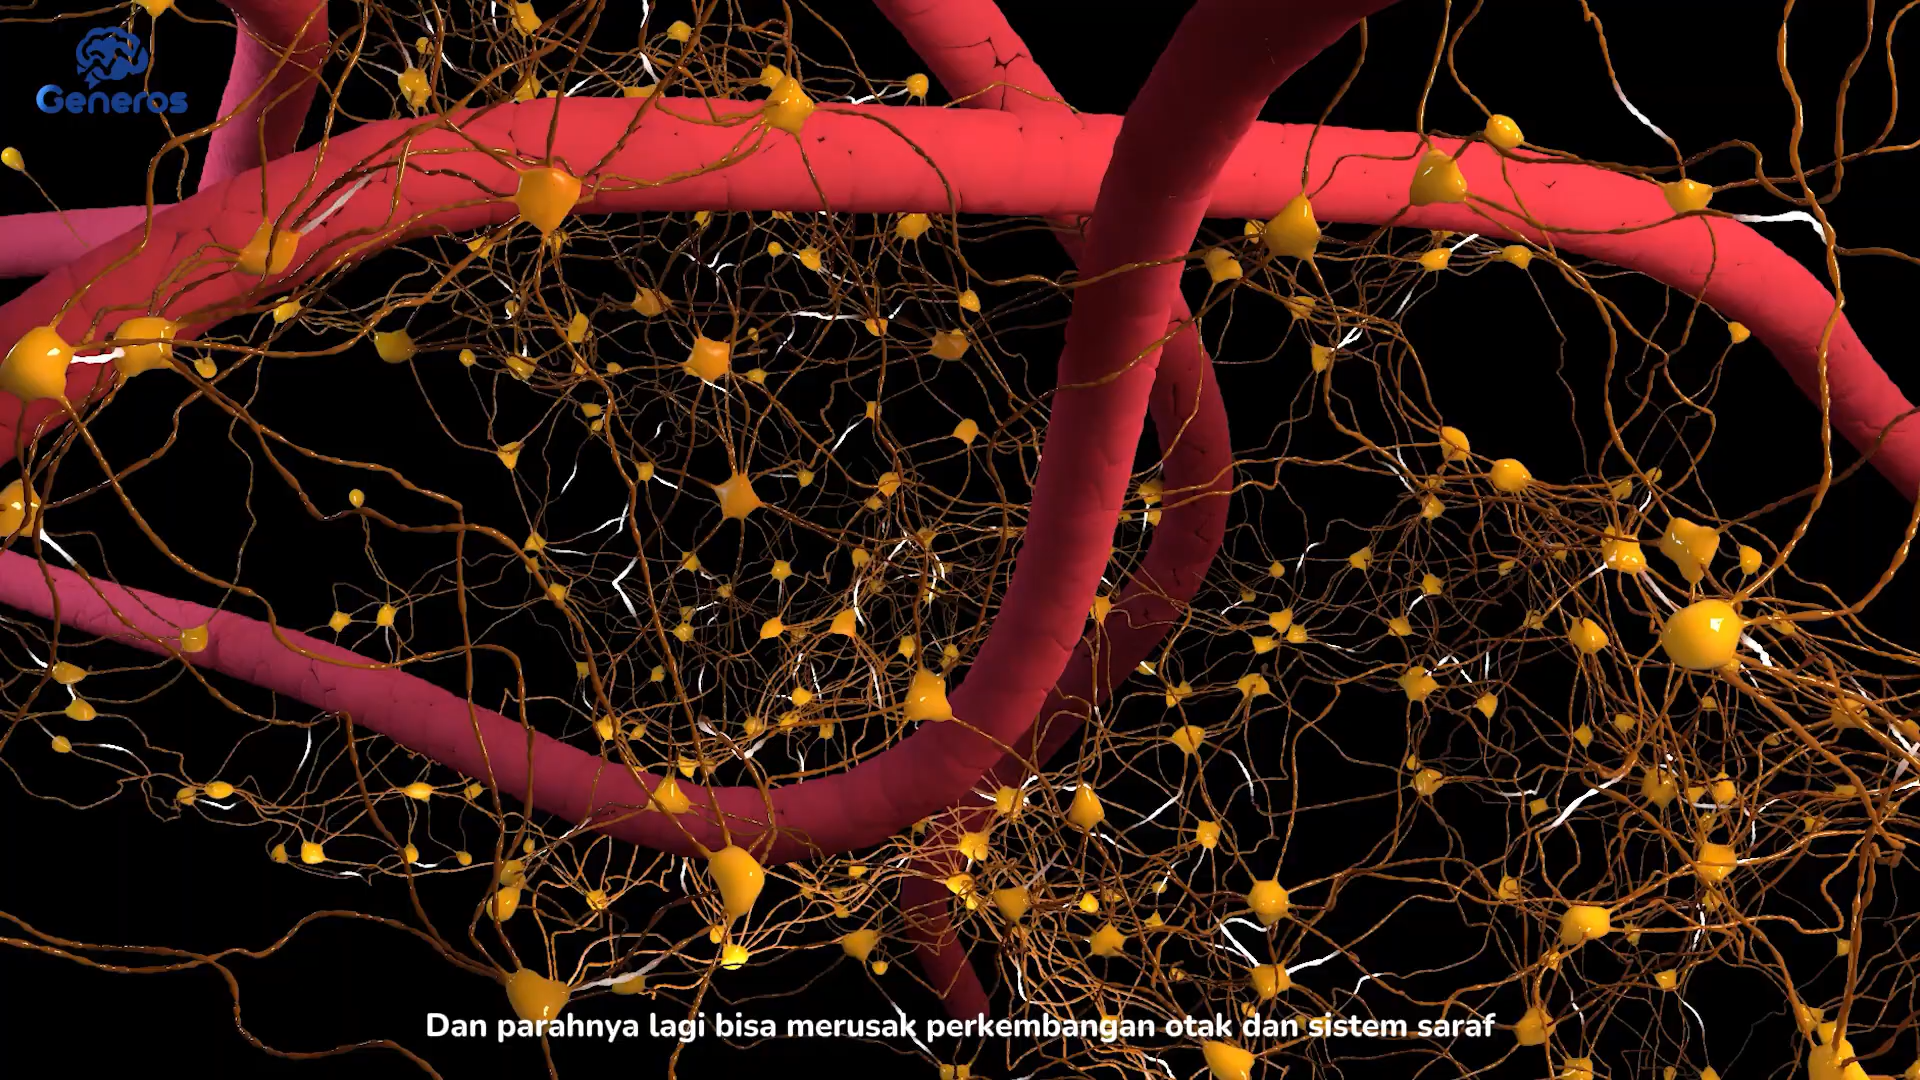 Generos
Dan parahnya lagi bisa merusak perkembangan otak dan sistem saraf